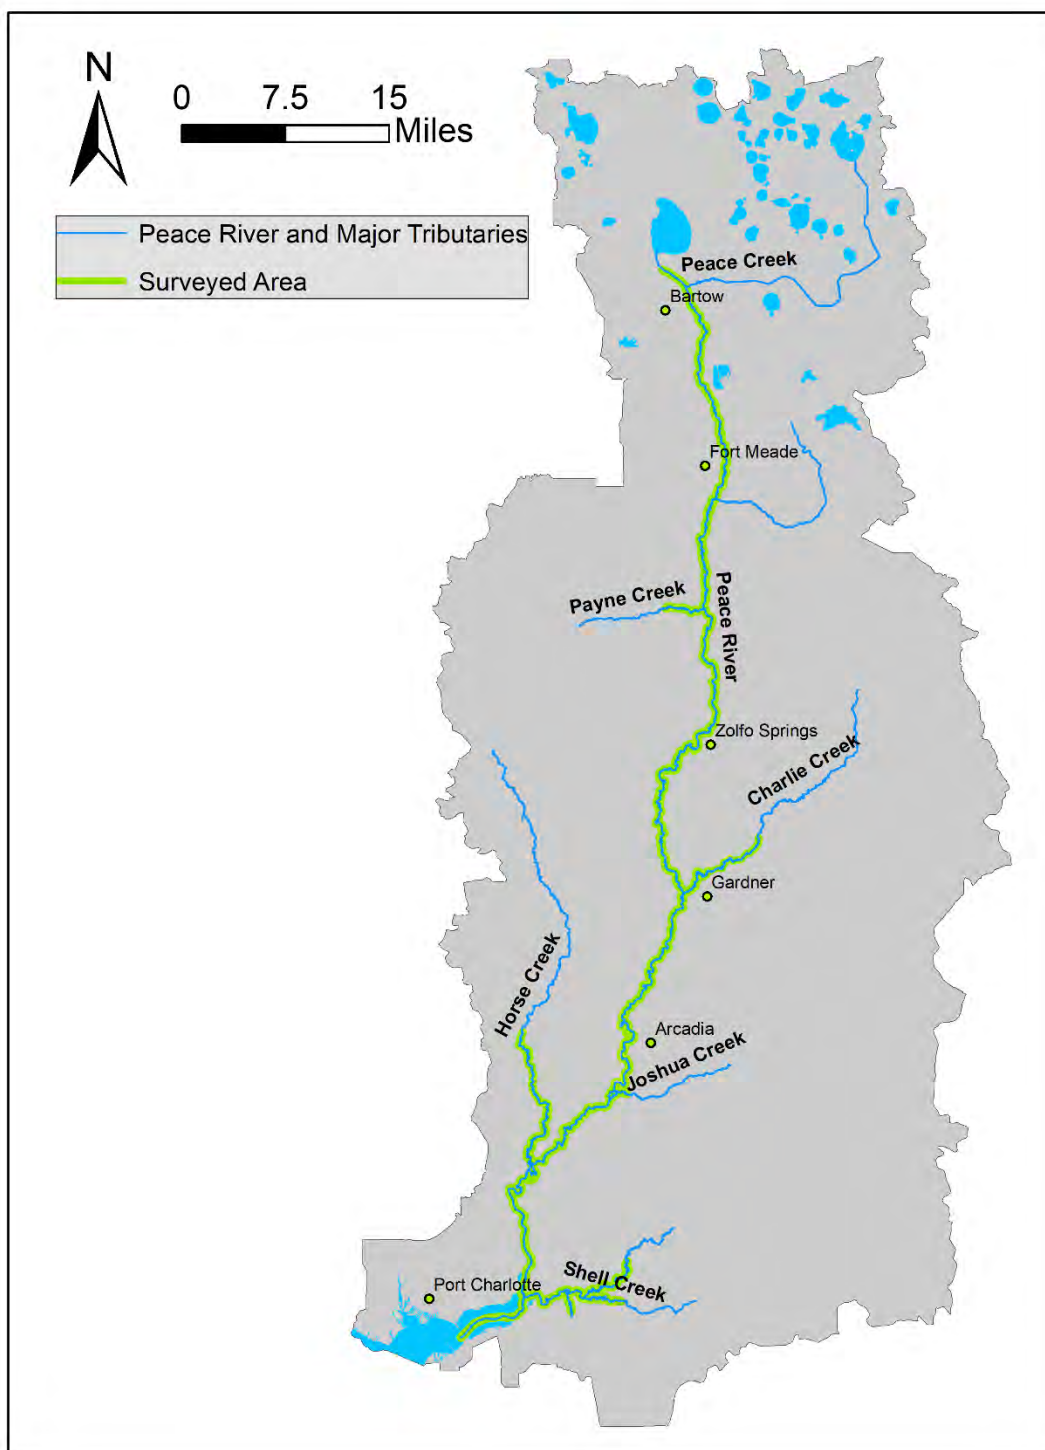 N
0 7.5 15
Miles
Peace River and Major Tributaries
Surveyed Area
Peace Creek
Bartow
Fort Meade
Payne Creek
Peace River
Zolfo Springs
Charlie Creek
Gardner
Horse Creek
Arcadia
Joshua Creek
Shell Creek
Port Charlotte